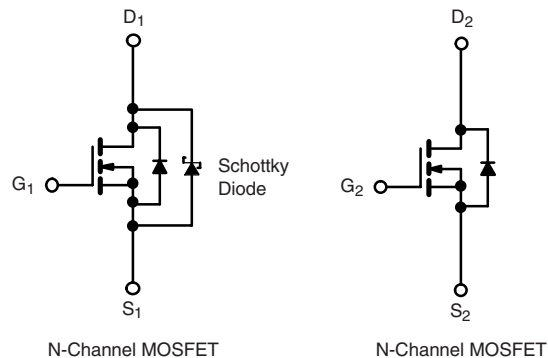 D1
D2
G1
Schottky
Diode
G2
S1
S2
N-Channel MOSFET
N-Channel MOSFET